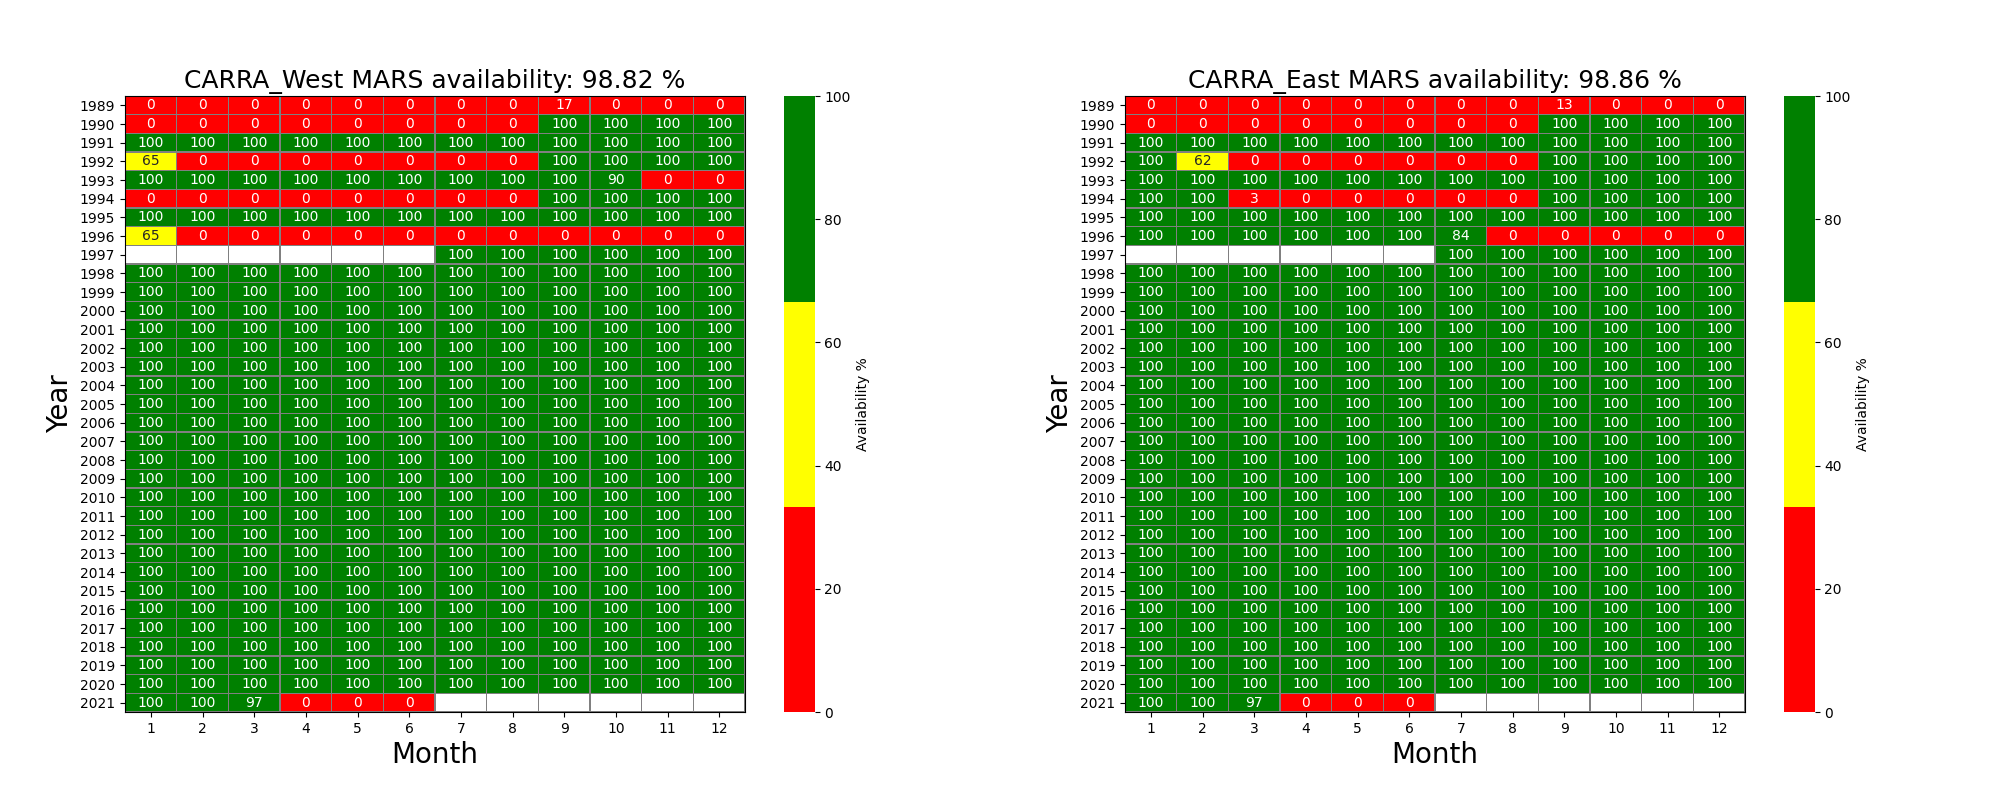 CARRA_West MARS availability: 98.82 %
1989 0 0 0 0 0 0 0 0 17 0 0 0
1990 0 0 0 0 0 0 0 0 100 100 100 100
1991 100 100 100 100 100 100 100 100 100 100 100 100
1992 65 0 0 0 0 0 0 0 100 100 100 100
1993 100 100 100 100 100 100 100 100 100 90 0 0
1994 0 0 0 0 0 0 0 0 100 100 100 100
1995 100 100 100 100 100 100 100 100 100 100 100 100
1996 65 0 0 0 0 0 0 0 0 0 0 0
1997 100 100 100 100 100 100
1998 100 100 100 100 100 100 100 100 100 100 100 100
1999 100 100 100 100 100 100 100 100 100 100 100 100
2000 100 100 100 100 100 100 100 100 100 100 100 100
2001 100 100 100 100 100 100 100 100 100 100 100 100
2002 100 100 100 100 100 100 100 100 100 100 100 100
2003 100 100 100 100 100 100 100 100 100 100 100 100
2004 100 100 100 100 100 100 100 100 100 100 100 100
2005 100 100 100 100 100 100 100 100 100 100 100 100
2006 100 100 100 100 100 100 100 100 100 100 100 100
2007 100 100 100 100 100 100 100 100 100 100 100 100
2008 100 100 100 100 100 100 100 100 100 100 100 100
2009 100 100 100 100 100 100 100 100 100 100 100 100
2010 100 100 100 100 100 100 100 100 100 100 100 100
2011 100 100 100 100 100 100 100 100 100 100 100 100
2012 100 100 100 100 100 100 100 100 100 100 100 100
2013 100 100 100 100 100 100 100 100 100 100 100 100
2014 100 100 100 100 100 100 100 100 100 100 100 100
2015 100 100 100 100 100 100 100 100 100 100 100 100
2016 100 100 100 100 100 100 100 100 100 100 100 100
2017 100 100 100 100 100 100 100 100 100 100 100 100
2018 100 100 100 100 100 100 100 100 100 100 100 100
2019 100 100 100 100 100 100 100 100 100 100 100 100
2020 100 100 100 100 100 100 100 100 100 100 100 100
2021 100 100 97 0 0 0
1 2 3 4 5 6 7 8 9 10 11 12
Month
Year
100
80
60
40
20
0
Availability %
CARRA_East MARS availability: 98.86 %
1989 0 0 0 0 0 0 0 0 13 0 0 0
1990 0 0 0 0 0 0 0 0 100 100 100 100
1991 100 100 100 100 100 100 100 100 100 100 100 100
1992 100 62 0 0 0 0 0 0 100 100 100 100
1993 100 100 100 100 100 100 100 100 100 100 100 100
1994 100 100 3 0 0 0 0 0 100 100 100 100
1995 100 100 100 100 100 100 100 100 100 100 100 100
1996 100 100 100 100 100 100 84 0 0 0 0 0
1997 100 100 100 100 100 100
1998 100 100 100 100 100 100 100 100 100 100 100 100
1999 100 100 100 100 100 100 100 100 100 100 100 100
2000 100 100 100 100 100 100 100 100 100 100 100 100
2001 100 100 100 100 100 100 100 100 100 100 100 100
2002 100 100 100 100 100 100 100 100 100 100 100 100
2003 100 100 100 100 100 100 100 100 100 100 100 100
2004 100 100 100 100 100 100 100 100 100 100 100 100
2005 100 100 100 100 100 100 100 100 100 100 100 100
2006 100 100 100 100 100 100 100 100 100 100 100 100
2007 100 100 100 100 100 100 100 100 100 100 100 100
2008 100 100 100 100 100 100 100 100 100 100 100 100
2009 100 100 100 100 100 100 100 100 100 100 100 100
2010 100 100 100 100 100 100 100 100 100 100 100 100
2011 100 100 100 100 100 100 100 100 100 100 100 100
2012 100 100 100 100 100 100 100 100 100 100 100 100
2013 100 100 100 100 100 100 100 100 100 100 100 100
2014 100 100 100 100 100 100 100 100 100 100 100 100
2015 100 100 100 100 100 100 100 100 100 100 100 100
2016 100 100 100 100 100 100 100 100 100 100 100 100
2017 100 100 100 100 100 100 100 100 100 100 100 100
2018 100 100 100 100 100 100 100 100 100 100 100 100
2019 100 100 100 100 100 100 100 100 100 100 100 100
2020 100 100 100 100 100 100 100 100 100 100 100 100
2021 100 100 97 0 0 0
1 2 3 4 5 6 7 8 9 10 11 12
Month
Year
100
80
60
40
20
0
Availability %